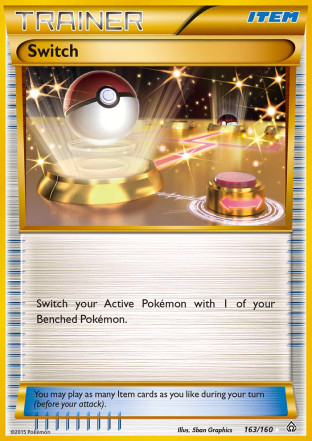 TRAINER
ITEM
Switch
Switch your Active Pokémon with 1 of your
Benched Pokémon.
You may play as many Item cards as you like during your turn
(before your attack).
©2015 Pokémon
Illus. 5ban Graphics
163/160